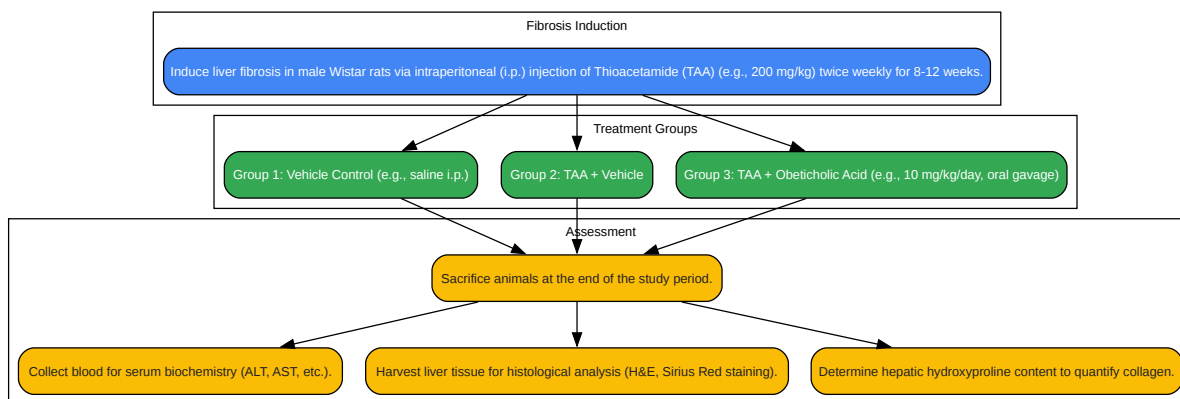 Fibrosis Induction
Induce liver fibrosis in male Wistar rats via intraperitoneal (i.p.) injection of Thioacetamide (TAA) (e.g., 200 mg/kg) twice weekly for 8-12 weeks.
Treatment Groups
Group 1: Vehicle Control (e.g., saline i.p.)
Group 2: TAA + Vehicle
Group 3: TAA + Obeticholic Acid (e.g., 10 mg/kg/day, oral gavage)
Assessment
Sacrifice animals at the end of the study period.
Collect blood for serum biochemistry (ALT, AST, etc.).
Harvest liver tissue for histological analysis (H&E, Sirius Red staining).
Determine hepatic hydroxyproline content to quantify collagen.